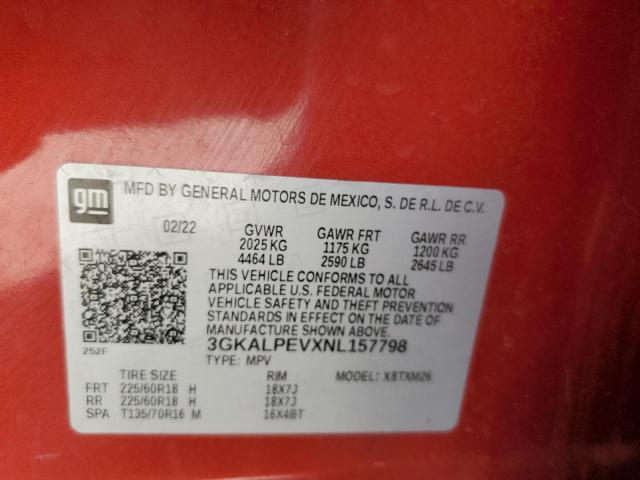 gm MFD BY GENERAL MOTORS DE MEXICO, S. DE R.L. DE C.V.
02/22 GVWR GAWR FRT GAWR RR
2025 KG 1175 KG 1200 KG
4464 LB 2590 LB 2645 LB
THIS VEHICLE CONFORMS TO ALL
APPLICABLE U.S. FEDERAL MOTOR
VEHICLE SAFETY AND THEFT PREVENTION
STANDARDS IN EFFECT ON THE DATE OF
MANUFACTURE SHOWN ABOVE.
252F 3GKALPEVXNL157798
TYPE: MPV
TIRE SIZE RIM MODEL: XBTXM26
FRT 225/60R18 H 18X7J
RR 225/60R18 H 18X7J
SPA T135/70R16 M 16X4BT